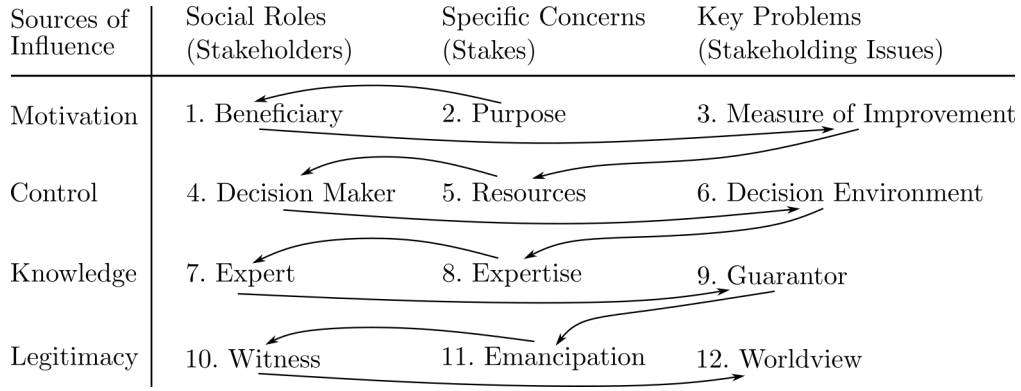 Sources of Influence Social Roles (Stakeholders) Specific Concerns (Stakes) Key Problems (Stakeholding Issues)
Motivation 1. Beneficiary 2. Purpose 3. Measure of Improvement
Control 4. Decision Maker 5. Resources 6. Decision Environment
Knowledge 7. Expert 8. Expertise 9. Guarantor
Legitimacy 10. Witness 11. Emancipation 12. Worldview